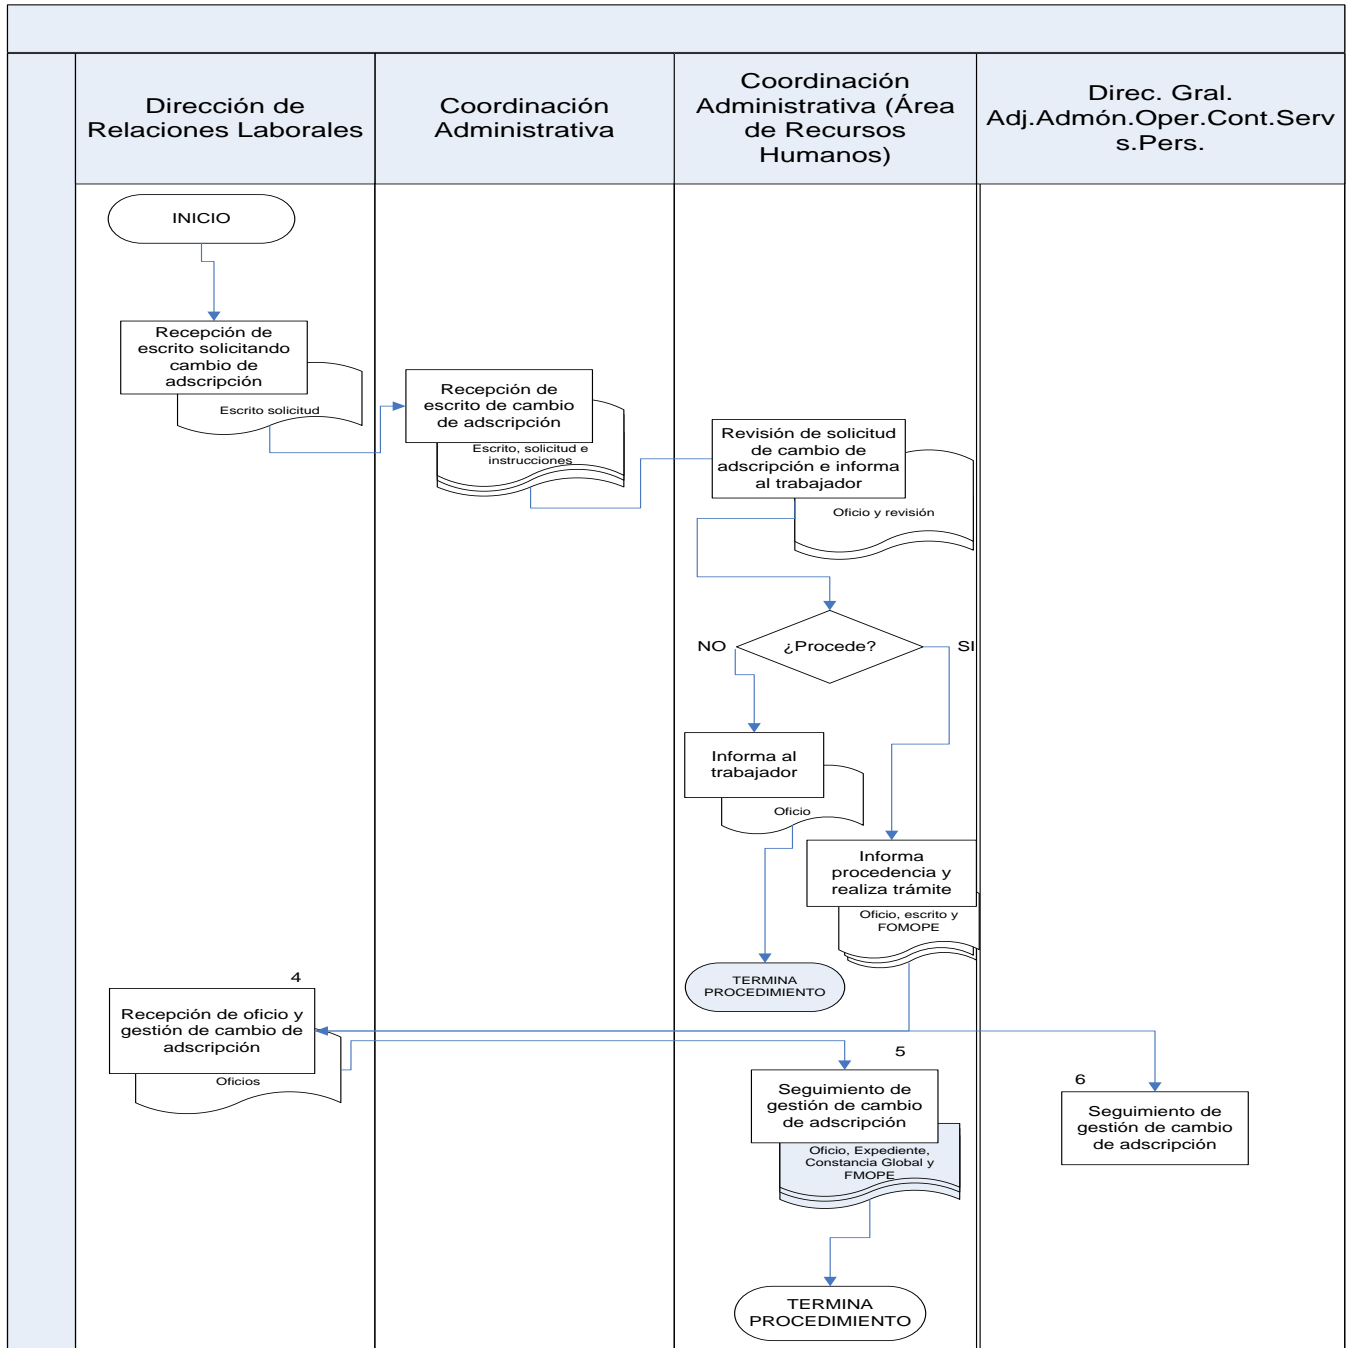 Dirección de
Relaciones Laborales
Coordinación
Administrativa
Coordinación
Administrativa (Área
de Recursos
Humanos)
Direc. Gral.
Adj.Admón.Oper.Cont.Serv
s.Pers.
INICIO
Recepción de
escrito solicitando
cambio de
adscripción
Escrito solicitud
Recepción de
escrito de cambio
de adscripción
Escrito, solicitud e
instrucciones
Revisión de solicitud
de cambio de
adscripción e informa
al trabajador
Oficio y revisión
¿Procede?
NO
SI
Informa al
trabajador
Oficio
Informa
procedencia y
realiza trámite
Oficio, escrito y
FOMOPE
TERMINA
PROCEDIMIENTO
4
Recepción de oficio y
gestión de cambio de
adscripción
Oficios
5
Seguimiento de
gestión de cambio
de adscripción
Oficio, Expediente,
Constancia Global y
FMOPE
6
Seguimiento de
gestión de cambio
de adscripción
TERMINA
PROCEDIMIENTO